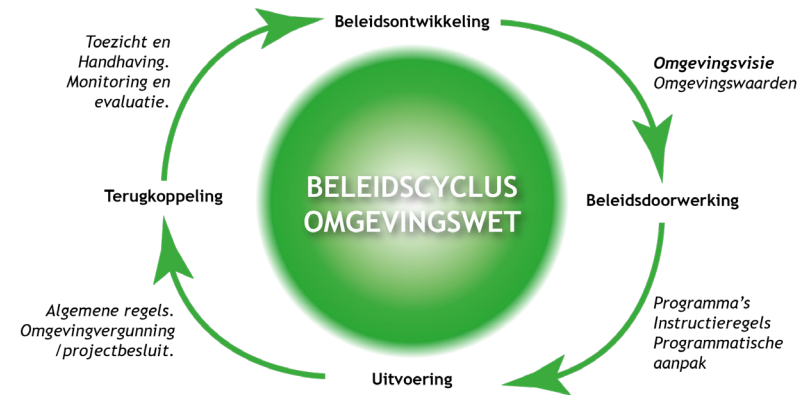 Beleidsontwikkeling
Omgevingsvisie
Omgevingswaarden
Beleidsdoorwerking
Programma’s
Instructieregels
Programmatische
aanpak
Uitvoering
Algemene regels.
Omgevingvergunning
/projectbesluit.
Terugkoppeling
Toezicht en
Handhaving.
Monitoring en
evaluatie.
BELEIDSCYCLUS
OMGEVINGSWET